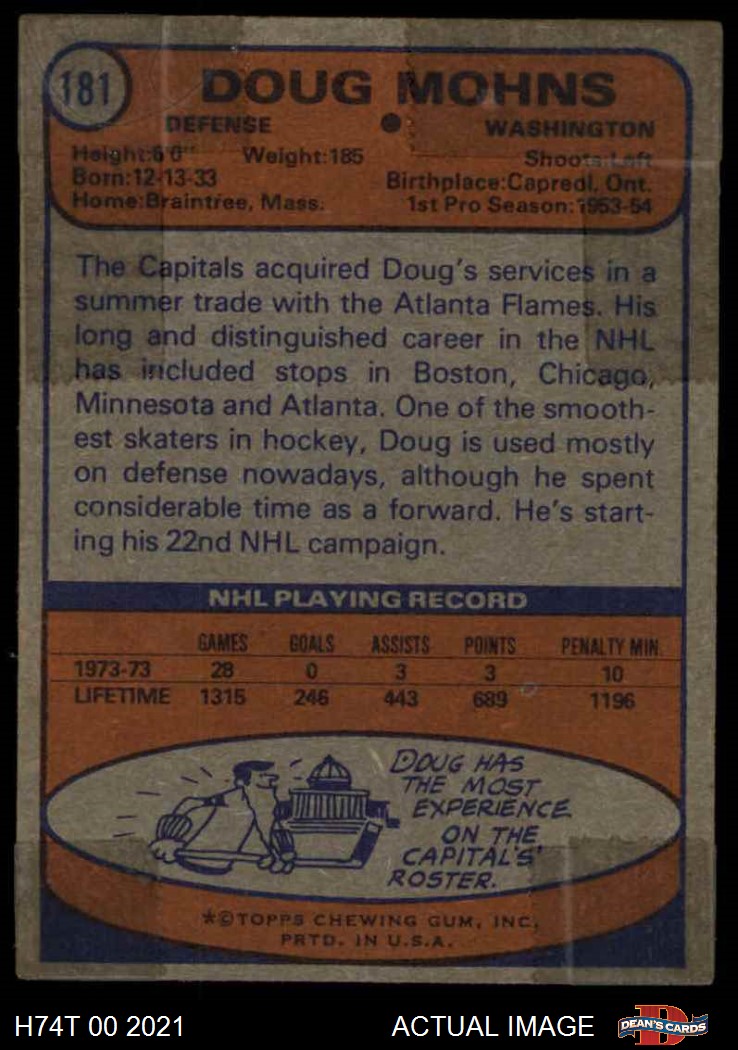 181
DOUG MOHNS
DEFENSE ● WASHINGTON
Height:6'0" Weight:185 Shoots:Left
Born:12-13-33 Birthplace:Capredl, Ont.
Home:Braintree, Mass. 1st Pro Season:1953-54
The Capitals acquired Doug's services in a
summer trade with the Atlanta Flames. His
long and distinguished career in the NHL
has included stops in Boston, Chicago,
Minnesota and Atlanta. One of the smooth-
est skaters in hockey, Doug is used mostly
on defense nowadays, although he spent
considerable time as a forward. He's start-
ing his 22nd NHL campaign.
NHL PLAYING RECORD
GAMES GOALS ASSISTS POINTS PENALTY MIN.
1973-73 28 0 3 3 10
LIFETIME 1315 246 443 689 1196
DOUG HAS
THE MOST
EXPERIENCE
ON THE
CAPITAL'S'
ROSTER.
*©TOPPS CHEWING GUM, INC,
PRTD. IN U.S.A.
H74T 00 2021 ACTUAL IMAGE DEAN'S CARDS